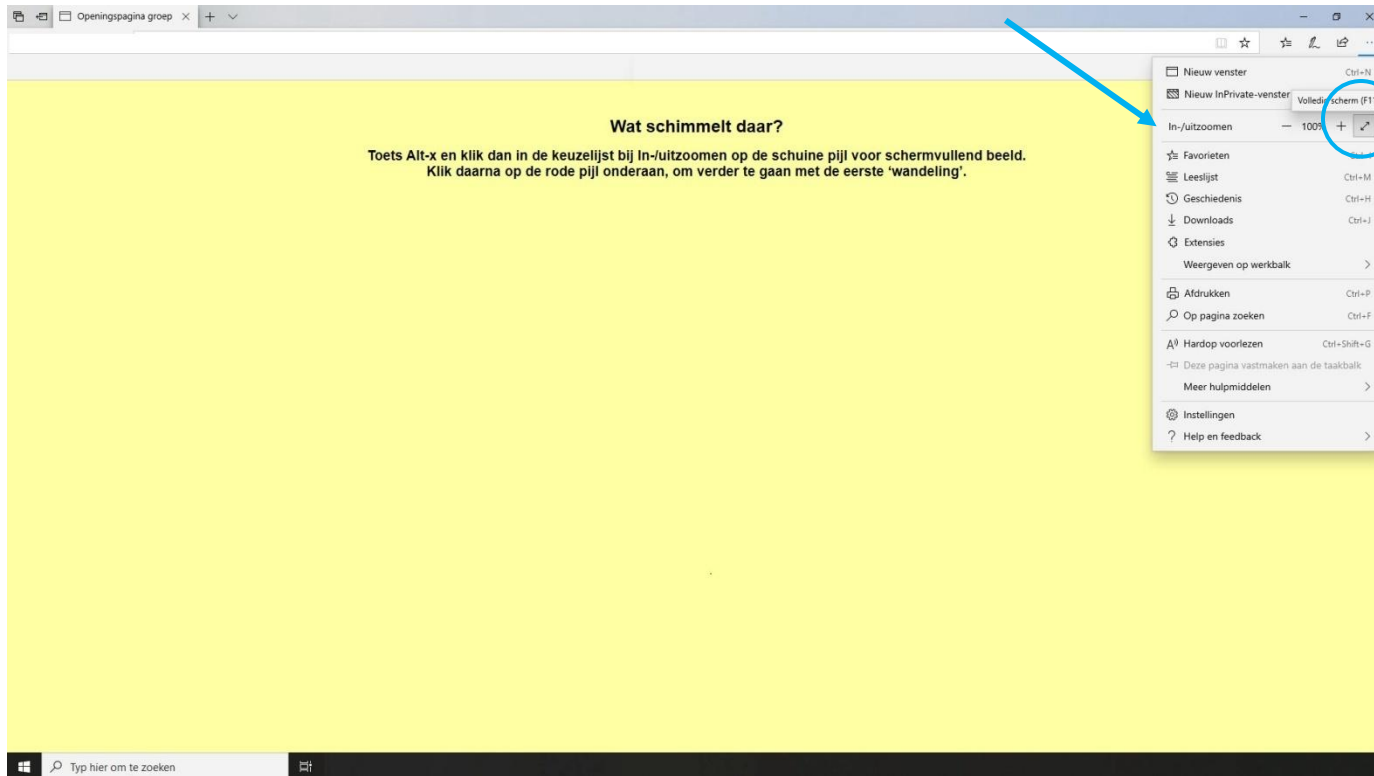 Openingspagina groep
Wat schimmelt daar?
Toets Alt-x en klik dan in de keuzelijst bij In-/uitzoomen op de schuine pijl voor schermvullend beeld.
Klik daarna op de rode pijl onderaan, om verder te gaan met de eerste ‘wandeling’.
Nieuw venster Ctrl+N
Nieuw InPrivate-venster
Volledig scherm (F11
In-/uitzoomen 100%
Favorieten
Leeslijst Ctrl+M
Geschiedenis Ctrl+H
Downloads Ctrl+J
Extensies
Weergeven op werkbalk
Afdrukken Ctrl+P
Op pagina zoeken Ctrl+F
Hardop voorlezen Ctrl+Shift+G
Deze pagina vastmaken aan de taakbalk
Meer hulpmiddelen
Instellingen
Help en feedback
Typ hier om te zoeken